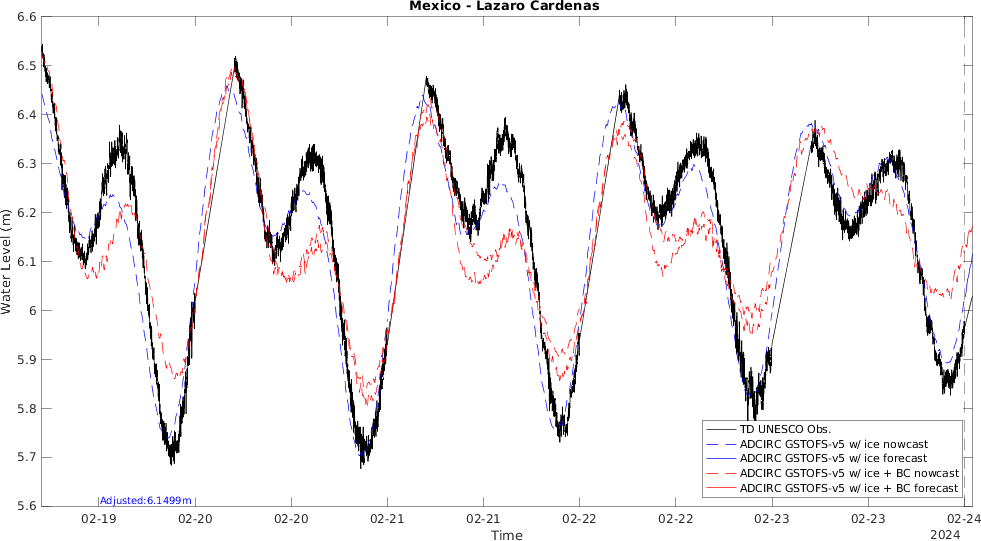 Mexico - Lazaro Cardenas
6.6
6.5
6.4
6.3
6.2
6.1
6
5.9
5.8
5.7
5.6
Water Level (m)
Adjusted:6.1499m
TD UNESCO Obs.
ADCIRC GSTOFS-v5 w/ ice nowcast
ADCIRC GSTOFS-v5 w/ ice forecast
ADCIRC GSTOFS-v5 w/ ice + BC nowcast
ADCIRC GSTOFS-v5 w/ ice + BC forecast
02-19 02-20 02-20 02-21 02-21 02-22 02-22 02-23 02-23 02-24
2024
Time